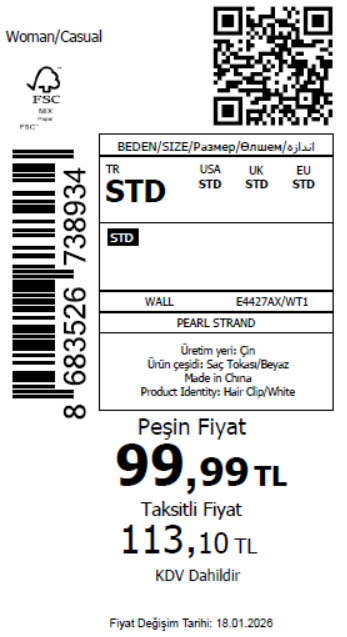 Woman/Casual
FSC
MIX
Paper
FSC™
BEDEN/SIZE/Размер/Өлшем/اندازه
TR USA UK EU
STD STD STD STD
STD
WALL E4427AX/WT1
PEARL STRAND
Üretim yeri: Çin
Ürün çeşidi: Saç Tokası/Beyaz
Made in China
Product Identity: Hair Clip/White
8 683526 738934
Peşin Fiyat
99,99 TL
Taksitli Fiyat
113,10 TL
KDV Dahildir
Fiyat Değişim Tarihi: 18.01.2026